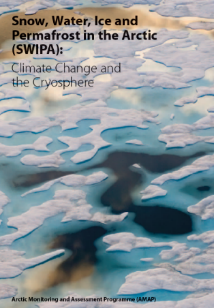 Snow, Water, Ice and
Permafrost in the Arctic
(SWIPA):
Climate Change and
the Cryosphere
Arctic Monitoring and Assessment Programme (AMAP)